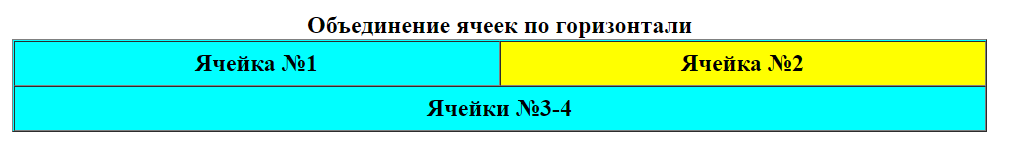 Объединение ячеек по горизонтали
Ячейка №1 Ячейка №2
Ячейки №3-4